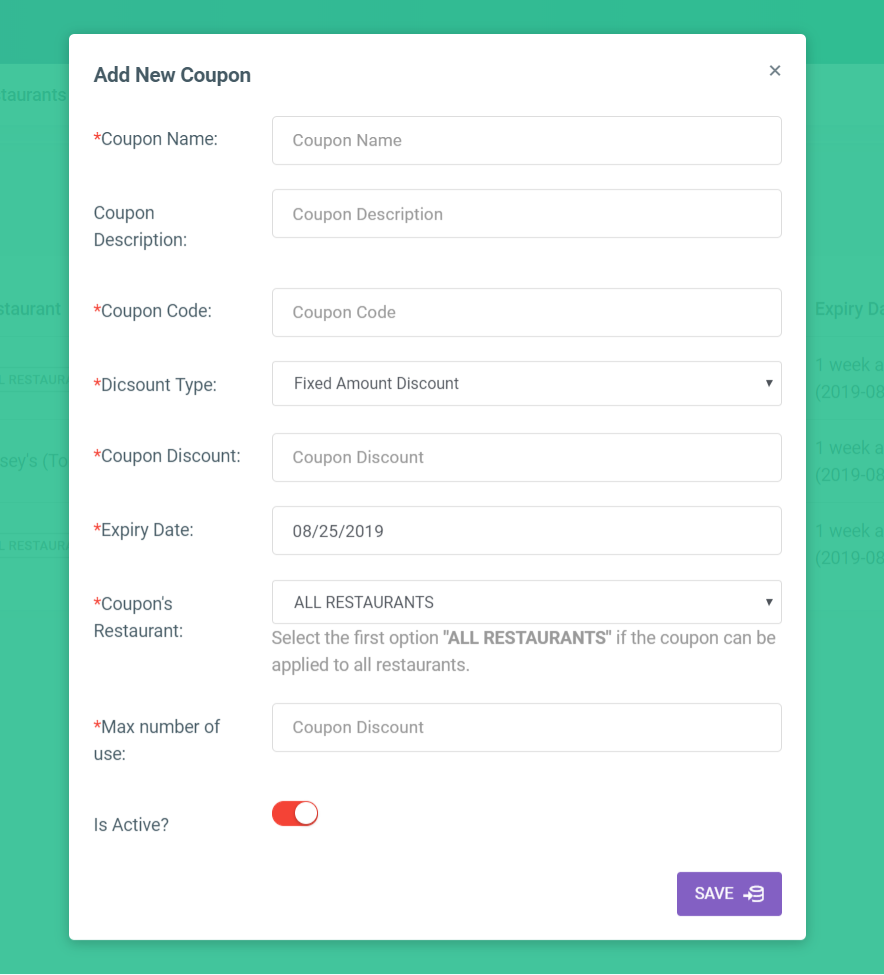 Add New Coupon
×
taurants
*Coupon Name:
Coupon Name
Coupon
Description:
Coupon Description
staurant
*Coupon Code:
Coupon Code
Expiry Da
L RESTAURA
*Dicsount Type:
Fixed Amount Discount
1 week a
(2019-08
sey's (To
*Coupon Discount:
Coupon Discount
1 week a
(2019-08
L RESTAURA
*Expiry Date:
08/25/2019
1 week a
(2019-08
*Coupon's
Restaurant:
ALL RESTAURANTS
Select the first option "ALL RESTAURANTS" if the coupon can be
applied to all restaurants.
*Max number of
use:
Coupon Discount
Is Active?
SAVE